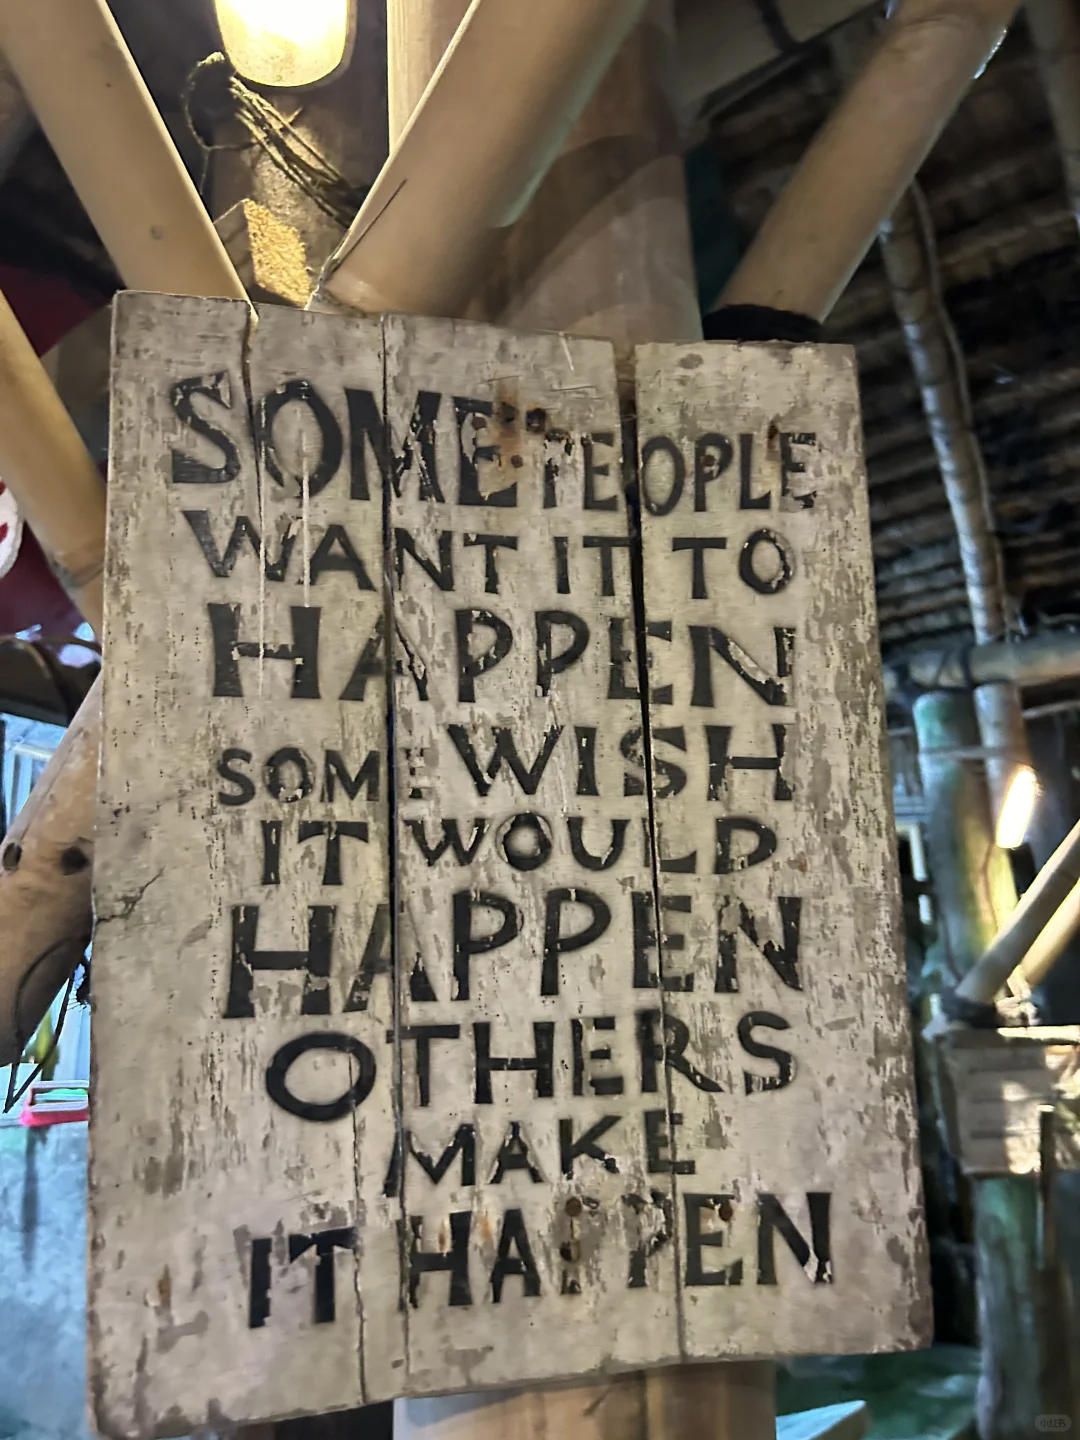 SOME PEOPLE
WANT IT TO
HAPPEN
SOME WISH
IT WOULD
HAPPEN
OTHERS
MAKE
IT HAPPEN